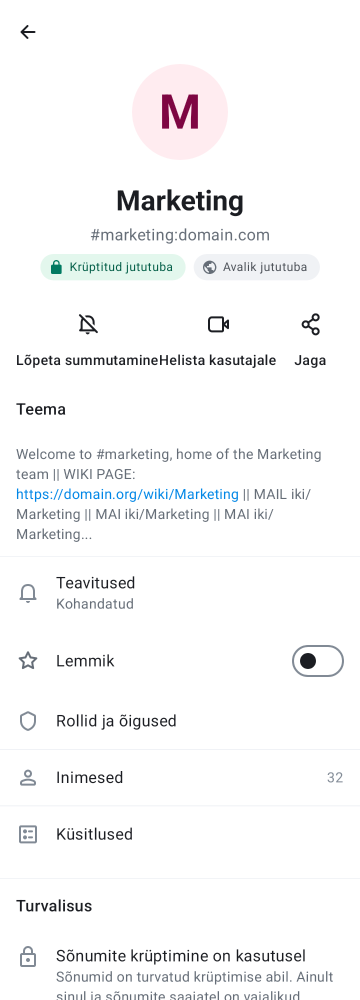 M
Marketing
#marketing:domain.com
Krüptitud jututuba
Avalik jututuba
Lõpeta summutamine
Helista kasutajale
Jaga
Teema
Welcome to #marketing, home of the Marketing
team || WIKI PAGE:
https://domain.org/wiki/Marketing || MAIL iki/
Marketing || MAI iki/Marketing || MAI iki/
Marketing...
Teavitused
Kohandatud
Lemmik
Rollid ja õigused
Inimesed 32
Küsitlused
Turvalisus
Sõnumite krüptimine on kasutusel
Sõnumid on turvatud krüptimise abil. Ainult
sinul ja sõnumite saajatel on vajalikud